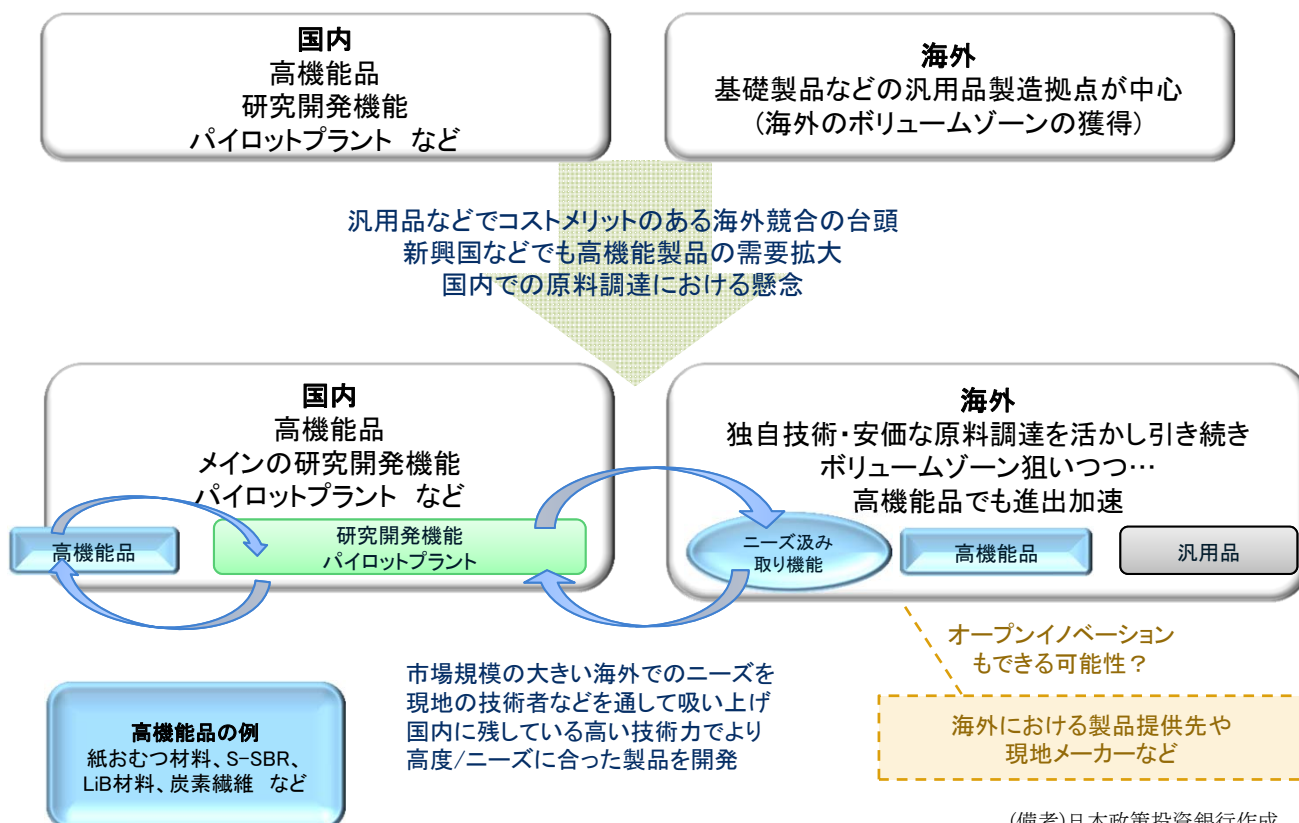 国内
高機能品
研究開発機能
パイロットプラント など
海外
基礎製品などの汎用品製造拠点が中心
(海外のボリュームゾーンの獲得)
汎用品などでコストメリットのある海外競合の台頭
新興国などでも高機能製品の需要拡大
国内での原料調達における懸念
国内
高機能品
メインの研究開発機能
パイロットプラント など
高機能品
研究開発機能
パイロットプラント
海外
独自技術・安価な原料調達を活かし引き続き
ボリュームゾーン狙いつつ…
高機能品でも進出加速
ニーズ汲み
取り機能
高機能品
汎用品
オープンイノベーション
もできる可能性？
海外における製品提供先や
現地メーカーなど
市場規模の大きい海外でのニーズを
現地の技術者などを通して吸い上げ
国内に残している高い技術力でより
高度/ニーズに合った製品を開発
高機能品の例
紙おむつ材料、S-SBR、
LiB材料、炭素繊維 など
(備考)日本政策投資銀行作成